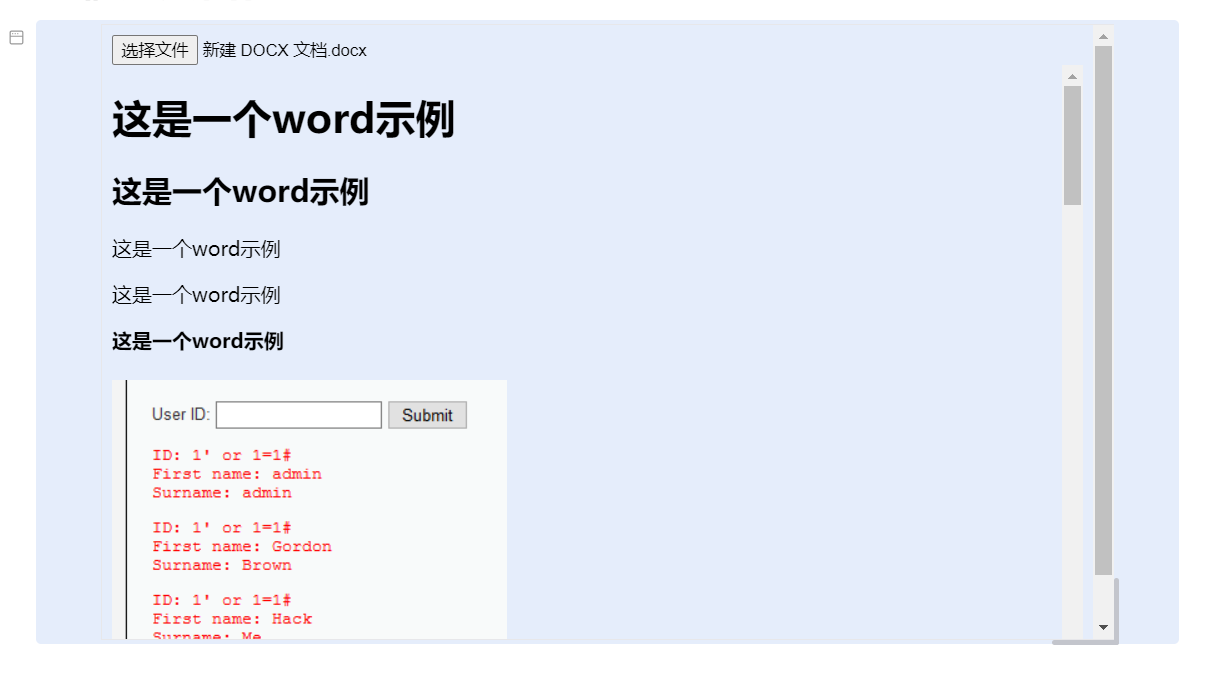 选择文件 新建 DOCX 文档.docx
这是一个word示例
这是一个word示例
这是一个word示例
这是一个word示例
这是一个word示例
User ID: Submit
ID: 1' or 1=1#
First name: admin
Surname: admin
ID: 1' or 1=1#
First name: Gordon
Surname: Brown
ID: 1' or 1=1#
First name: Hack
Surname: Me